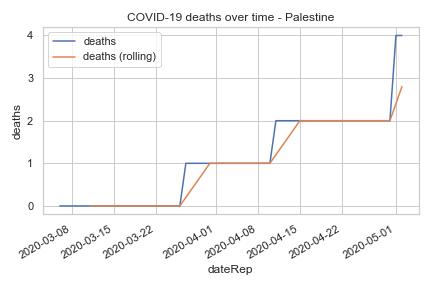 COVID-19 deaths over time - Palestine
deaths
deaths (rolling)
4
3
2
1
0
deaths
2020-03-08
2020-03-15
2020-03-22
2020-04-01
2020-04-08
2020-04-15
2020-04-22
2020-05-01
dateRep